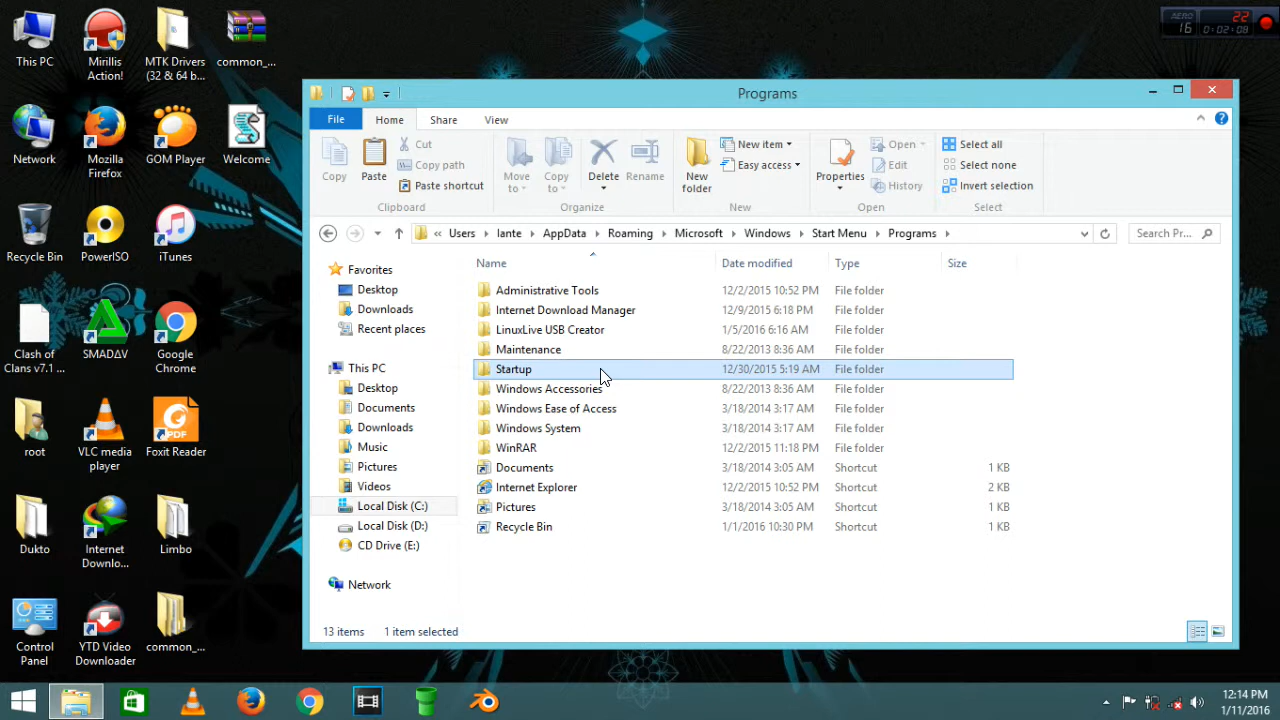 This PC
Mirillis Action!
MTK Drivers (32 & 64 b...
common_...
Network
Mozilla Firefox
GOM Player
Welcome
Recycle Bin
PowerISO
iTunes
Clash of Clans v7.1 ...
SMADΔV
Google Chrome
root
VLC media player
Foxit Reader
Dukto
Internet Downlo...
Limbo
Control Panel
YTD Video Downloader
common_...
AERO 16 22 0:02:08
Programs
File Home Share View
Copy
Paste
Cut
Copy path
Paste shortcut
Clipboard
Move to
Copy to
Delete
Rename
Organize
New folder
New item
Easy access
New
Properties
Open
Edit
History
Open
Select all
Select none
Invert selection
Select
« Users Iante AppData Roaming Microsoft Windows Start Menu Programs
Search Pr...
Favorites
Desktop
Downloads
Recent places
This PC
Desktop
Documents
Downloads
Music
Pictures
Videos
Local Disk (C:)
Local Disk (D:)
CD Drive (E:)
Network
Name Date modified Type Size
Administrative Tools 12/2/2015 10:52 PM File folder
Internet Download Manager 12/9/2015 6:18 PM File folder
LinuxLive USB Creator 1/5/2016 6:16 AM File folder
Maintenance 8/22/2013 8:36 AM File folder
Startup 12/30/2015 5:19 AM File folder
Windows Accessories 8/22/2013 8:36 AM File folder
Windows Ease of Access 3/18/2014 3:17 AM File folder
Windows System 3/18/2014 3:17 AM File folder
WinRAR 12/2/2015 11:18 PM File folder
Documents 3/18/2014 3:05 AM Shortcut 1 KB
Internet Explorer 12/2/2015 10:52 PM Shortcut 2 KB
Pictures 3/18/2014 3:05 AM Shortcut 1 KB
Recycle Bin 1/1/2016 10:30 PM Shortcut 1 KB
13 items 1 item selected
12:14 PM
1/11/2016